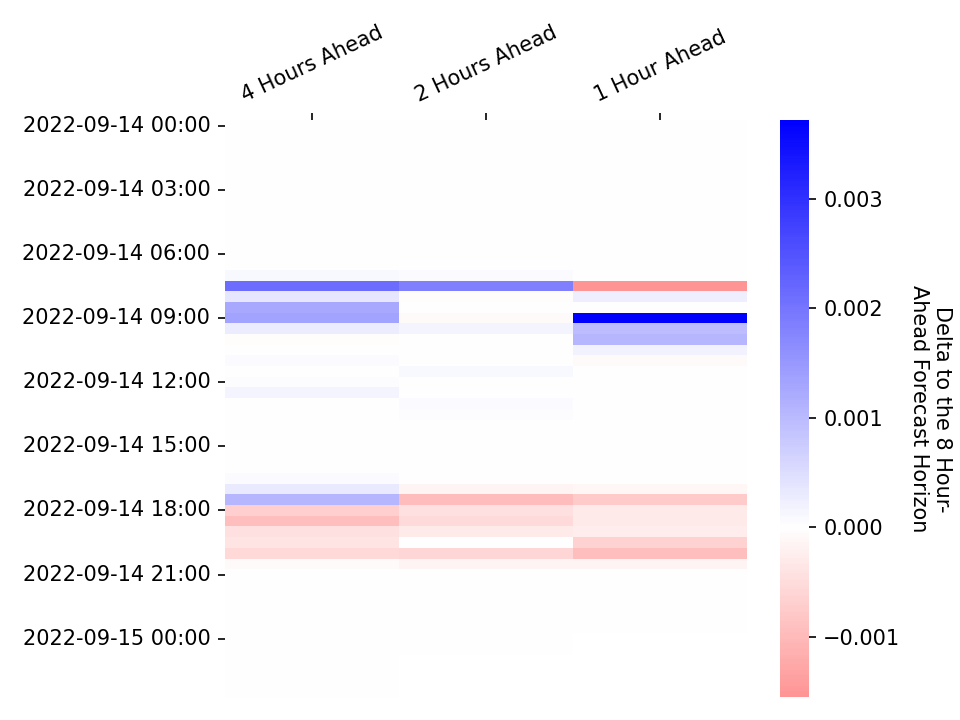 4 Hours Ahead
2 Hours Ahead
1 Hour Ahead
2022-09-14 00:00
2022-09-14 03:00
2022-09-14 06:00
2022-09-14 09:00
2022-09-14 12:00
2022-09-14 15:00
2022-09-14 18:00
2022-09-14 21:00
2022-09-15 00:00
0.003
0.002
0.001
0.000
−0.001
Delta to the 8 Hour-
Ahead Forecast Horizon